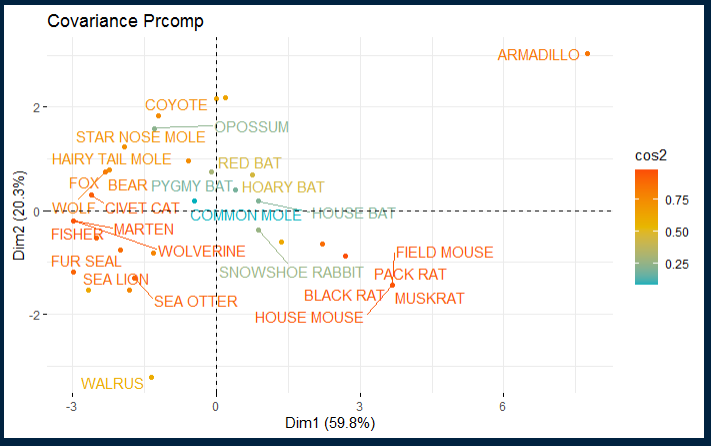 Covariance Prcomp
ARMADILLO
COYOTE
OPOSSUM
STAR NOSE MOLE
HAIRY TAIL MOLE
RED BAT
FOX
BEAR
PYGMY BAT
HOARY BAT
WOLF
CIVET CAT
COMMON MOLE
HOUSE BAT
FISHER
MARTEN
WOLVERINE
FIELD MOUSE
FUR SEAL
SNOWSHOE RABBIT
PACK RAT
SEA LION
SEA OTTER
BLACK RAT
MUSKRAT
HOUSE MOUSE
WALRUS
2
0
-2
-3
0
3
6
Dim1 (59.8%)
Dim2 (20.3%)
cos2
0.75
0.50
0.25